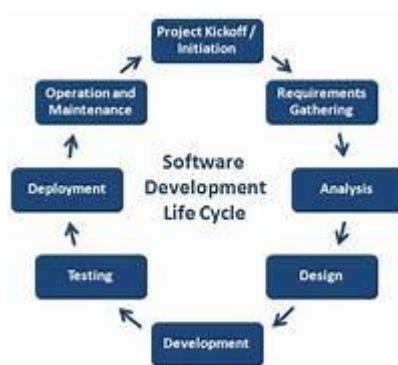 Project Kickoff /
Initiation
Requirements
Gathering
Analysis
Design
Development
Testing
Deployment
Operation and
Maintenance
Software
Development
Life Cycle